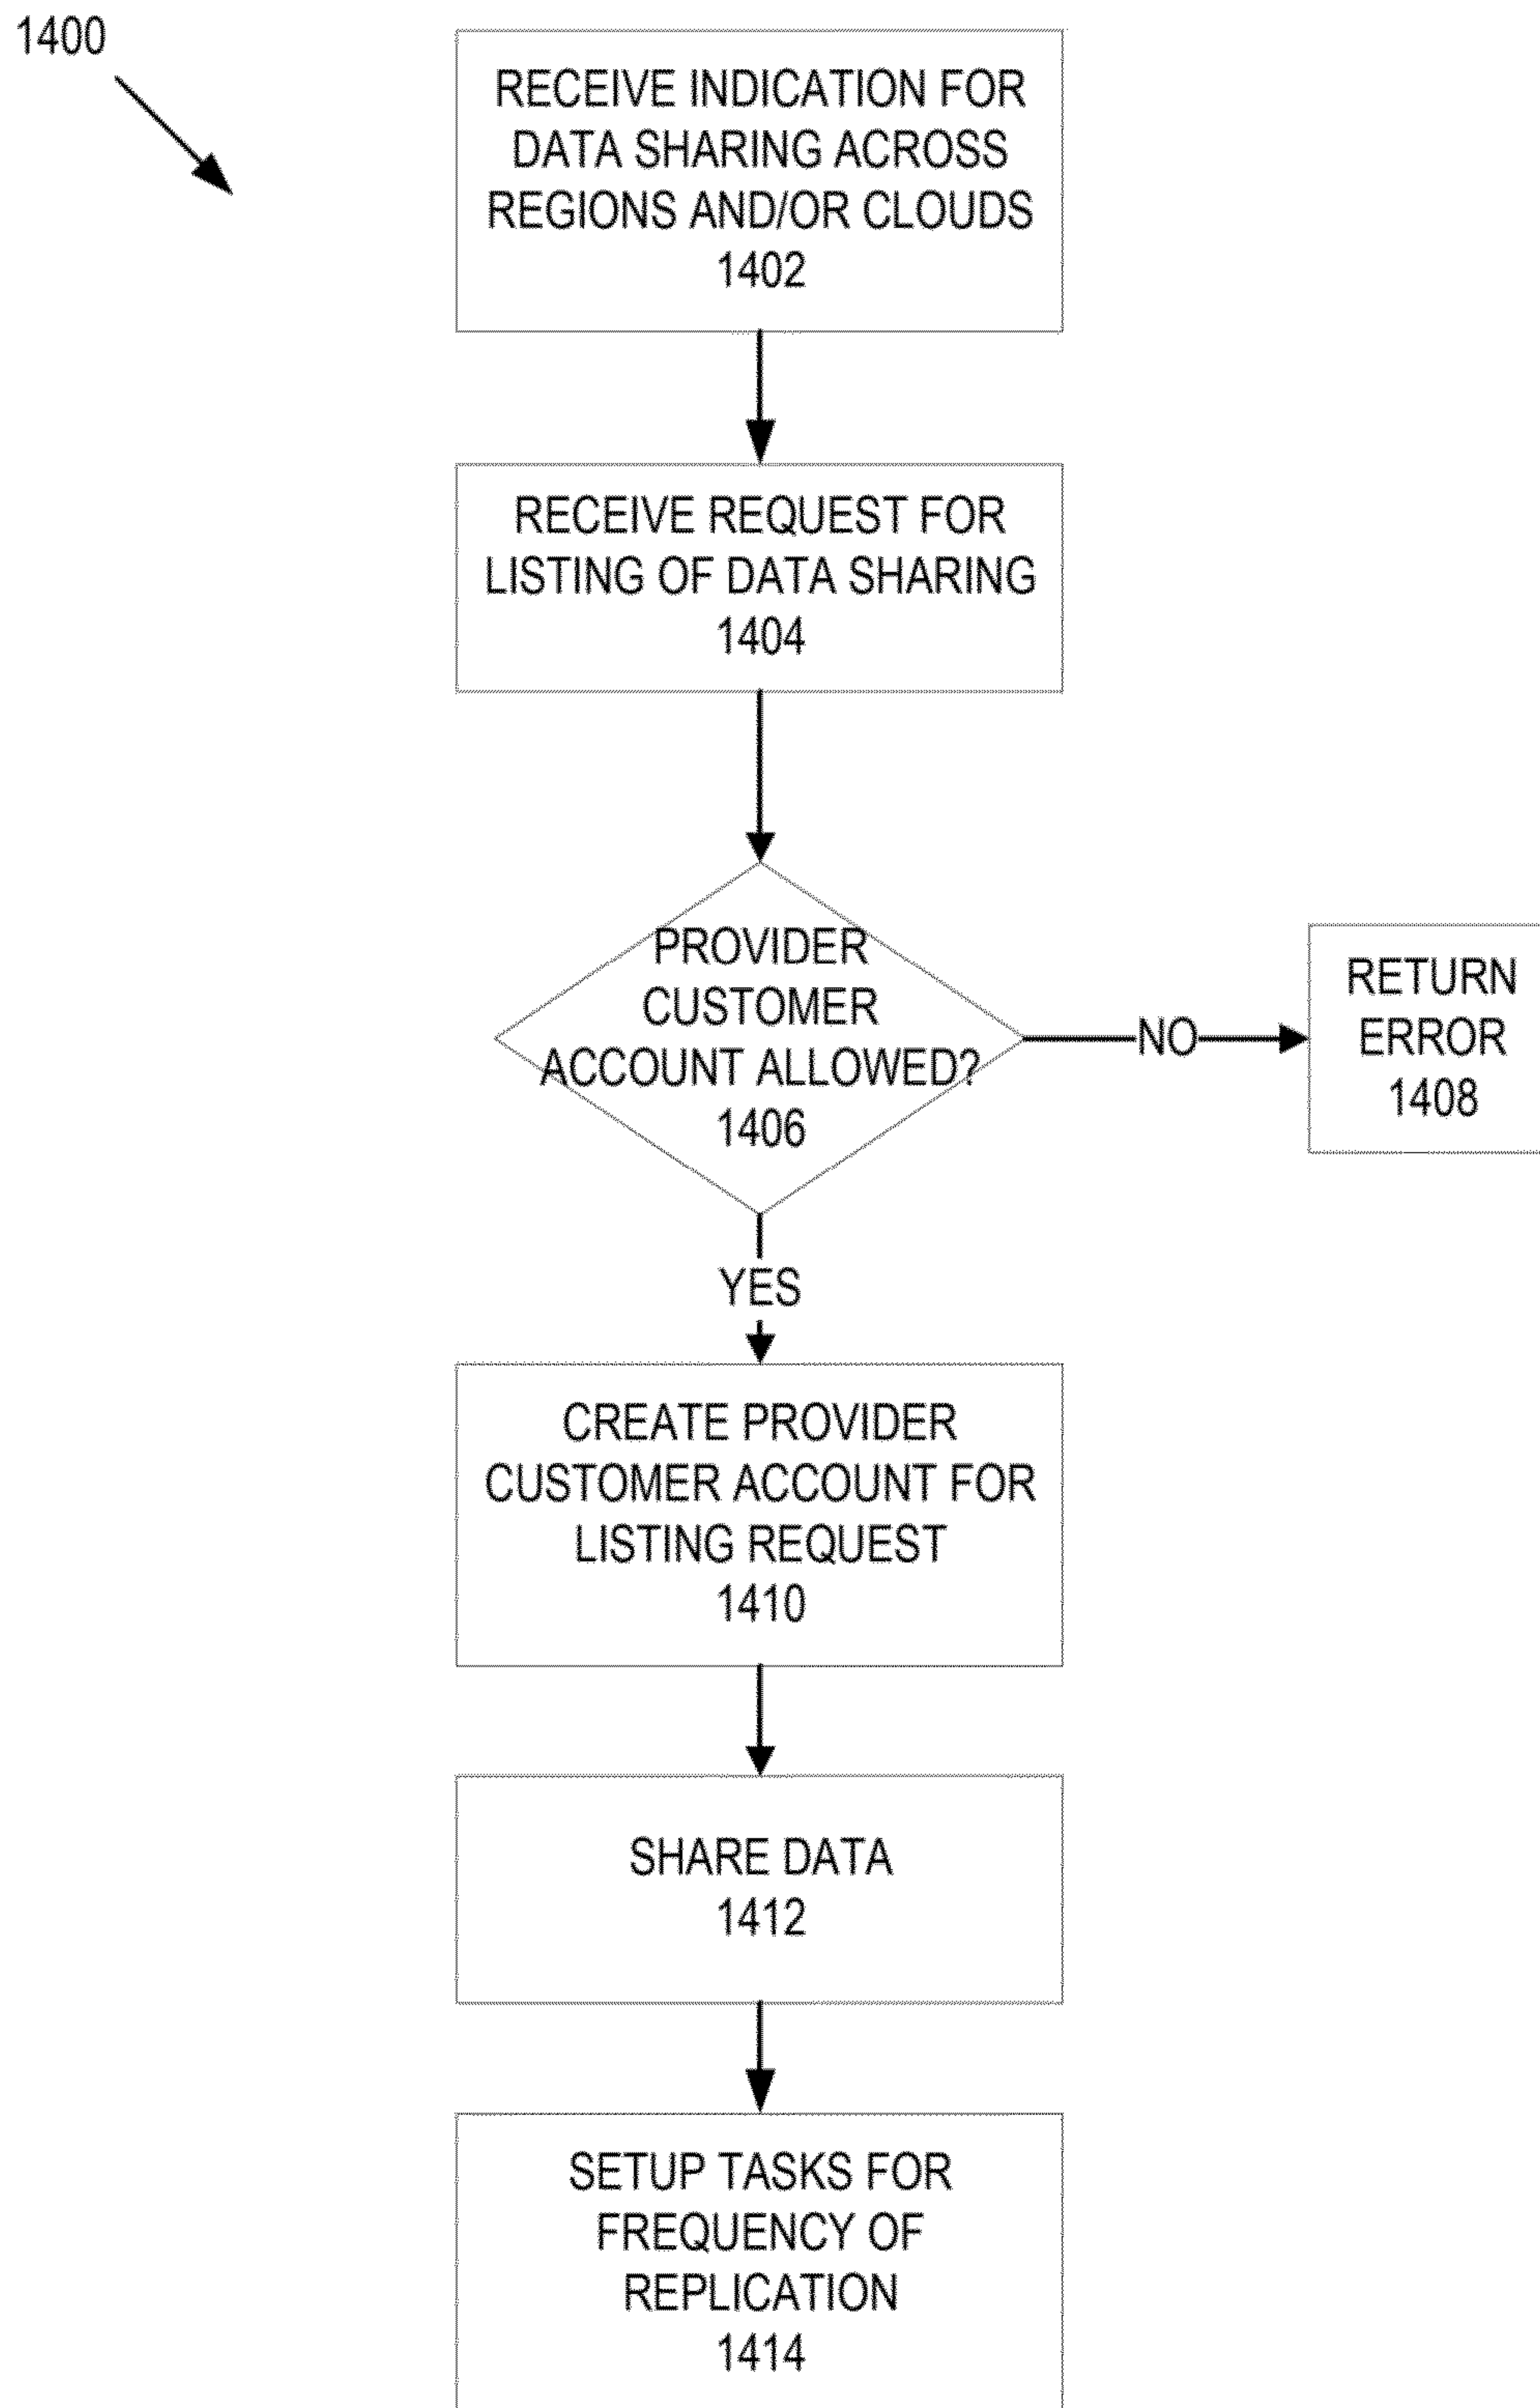 1400
RECEIVE INDICATION FOR
DATA SHARING ACROSS
REGIONS AND/OR CLOUDS
1402
RECEIVE REQUEST FOR
LISTING OF DATA SHARING
1404
PROVIDER
CUSTOMER
ACCOUNT ALLOWED?
1406
NO
RETURN
ERROR
1408
YES
CREATE PROVIDER
CUSTOMER ACCOUNT FOR
LISTING REQUEST
1410
SHARE DATA
1412
SETUP TASKS FOR
FREQUENCY OF
REPLICATION
1414